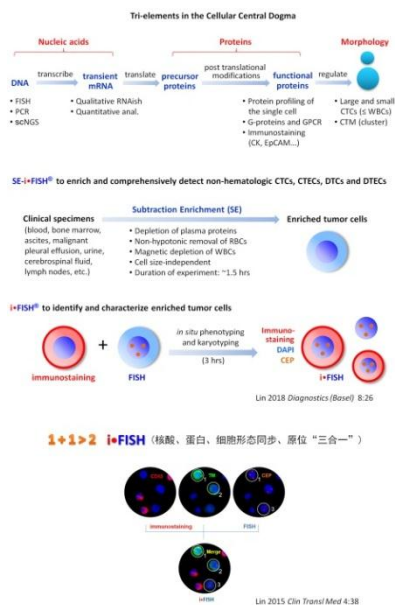 Tri-elements in the Cellular Central Dogma
Nucleic acids
Proteins
Morphology
DNA
transcribe
transient mRNA
translate
precursor proteins
post translational modifications
functional proteins
regulate
• FISH
• PCR
• scNGS
• Qualitative RNAish
• Quantitative anal.
• Protein profiling of
the single cell
• G-proteins and GPCR
• Immunostaining
(CK, EpCAM...)
• Large and small
CTCs (≤ WBCs)
• CTM (cluster)
SE-i•FISH® to enrich and comprehensively detect non-hematologic CTCs, CTECs, DTCs and DTECs
Clinical specimens
(blood, bone marrow,
ascites, malignant
pleural effusion, urine,
cerebrospinal fluid,
lymph nodes, etc.)
Subtraction Enrichment (SE)
• Depletion of plasma proteins
• Non-hypotonic removal of RBCs
• Magnetic depletion of WBCs
• Cell size-independent
• Duration of experiment: ~1.5 hrs
Enriched tumor cells
i•FISH® to identify and characterize enriched tumor cells
immunostaining
+
FISH
in situ phenotyping
and karyotyping
(3 hrs)
Immuno-
staining
DAPI
CEP
i•FISH
Lin 2018 Diagnostics (Basel) 8:26
1+1>2 i•FISH (核酸、蛋白、细胞形态同步、原位“三合一”)
TM
1
2
CEP
1
3
immunostaining
FISH
Merge
1
2
3
i•FISH
Lin 2015 Clin Transl Med 4:38